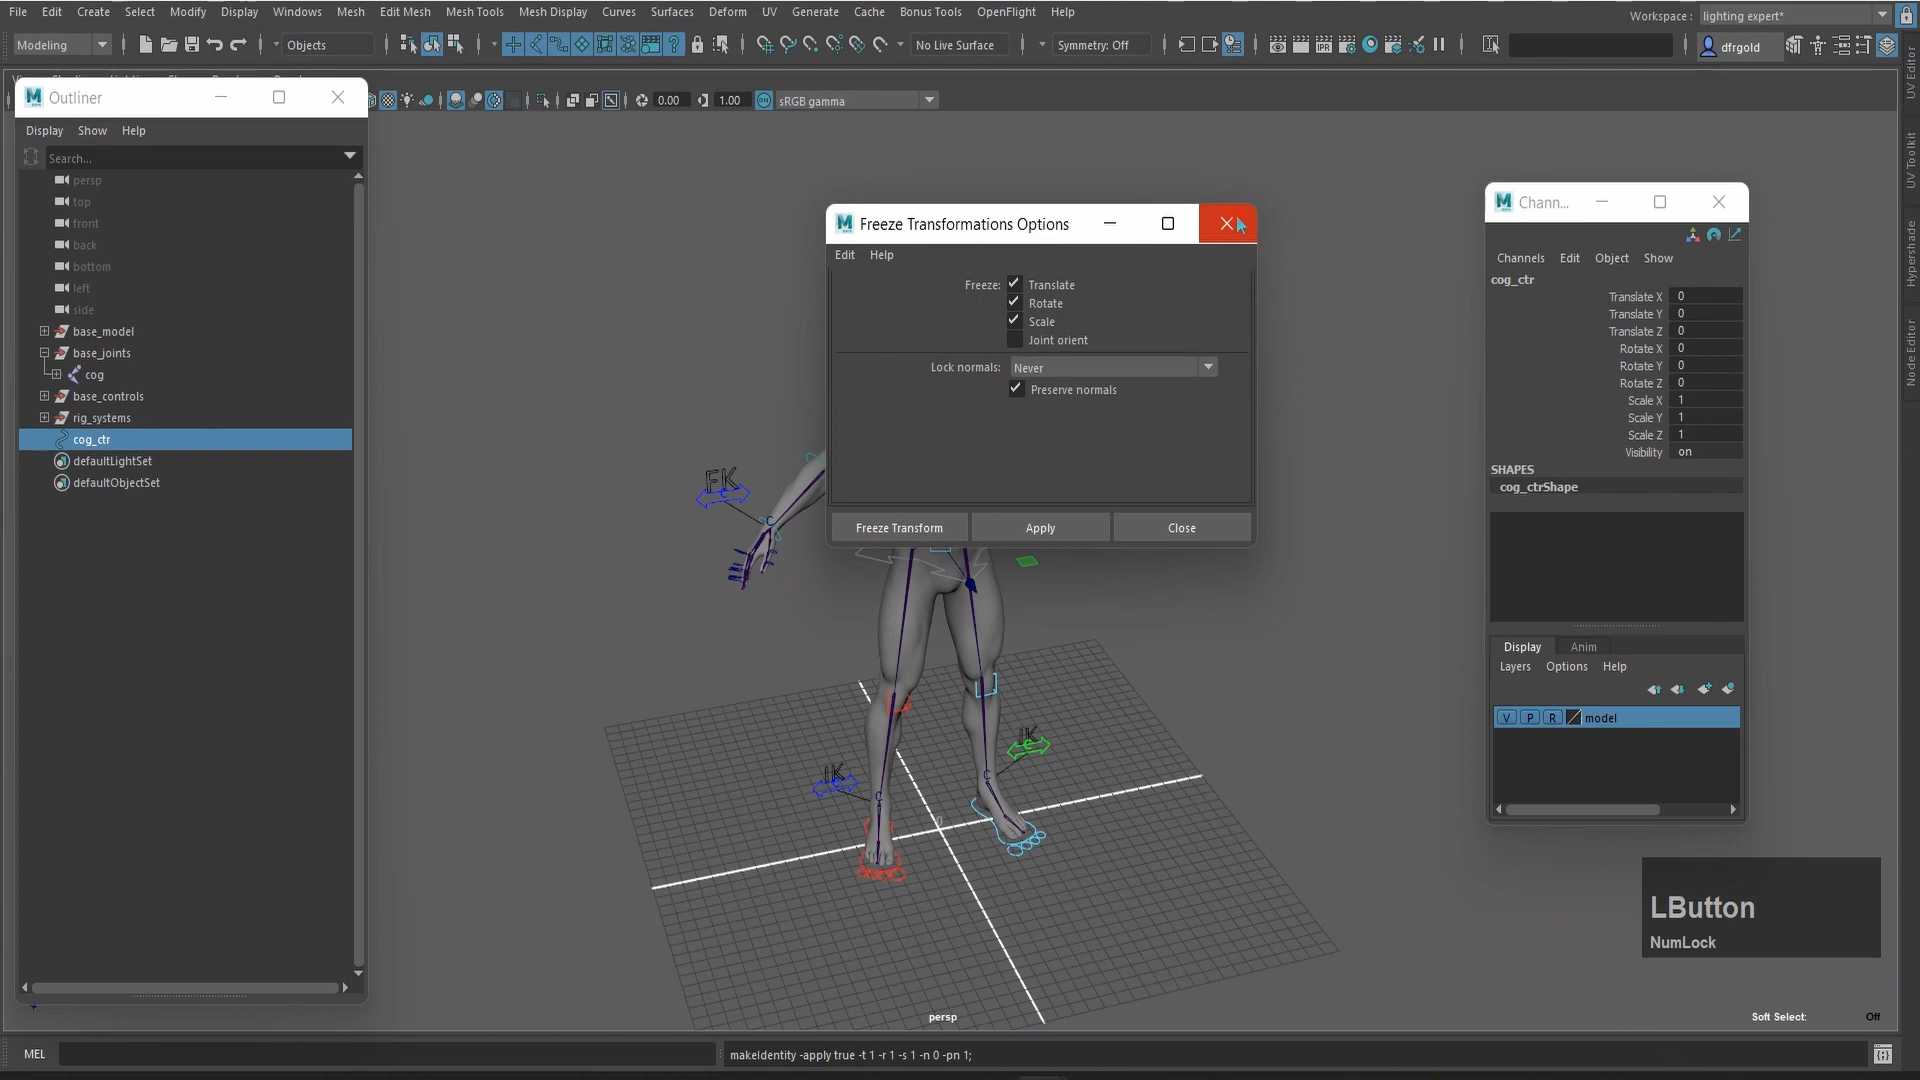 File Edit Create Select Modify Display Windows Mesh Edit Mesh Mesh Tools Mesh Display Curves Surfaces Deform UV Generate Cache Bonus Tools OpenFlight Help
Workspace : lighting expert*
Modeling Objects No Live Surface Symmetry: Off dfrgold
IPR
M Outliner
0.00 1.00 ON sRGB gamma
Display Show Help
Search...
persp
top
front
back
bottom
left
side
base_model
base_joints
cog
base_controls
rig_systems
cog_ctr
defaultLightSet
defaultObjectSet
M Freeze Transformations Options
Edit Help
Freeze: Translate
Rotate
Scale
Joint orient
Lock normals: Never
Preserve normals
Freeze Transform Apply Close
FK
C
IK
C
IK
C
persp
M Chann...
Channels Edit Object Show
cog_ctr
Translate X 0
Translate Y 0
Translate Z 0
Rotate X 0
Rotate Y 0
Rotate Z 0
Scale X 1
Scale Y 1
Scale Z 1
Visibility on
SHAPES
cog_ctrShape
Display Anim
Layers Options Help
V P R model
UV Editor
UV Toolkit
Hypershade
Node Editor
LButton
NumLock
Soft Select: Off
MEL makeIdentity -apply true -t 1 -r 1 -s 1 -n 0 -pn 1;